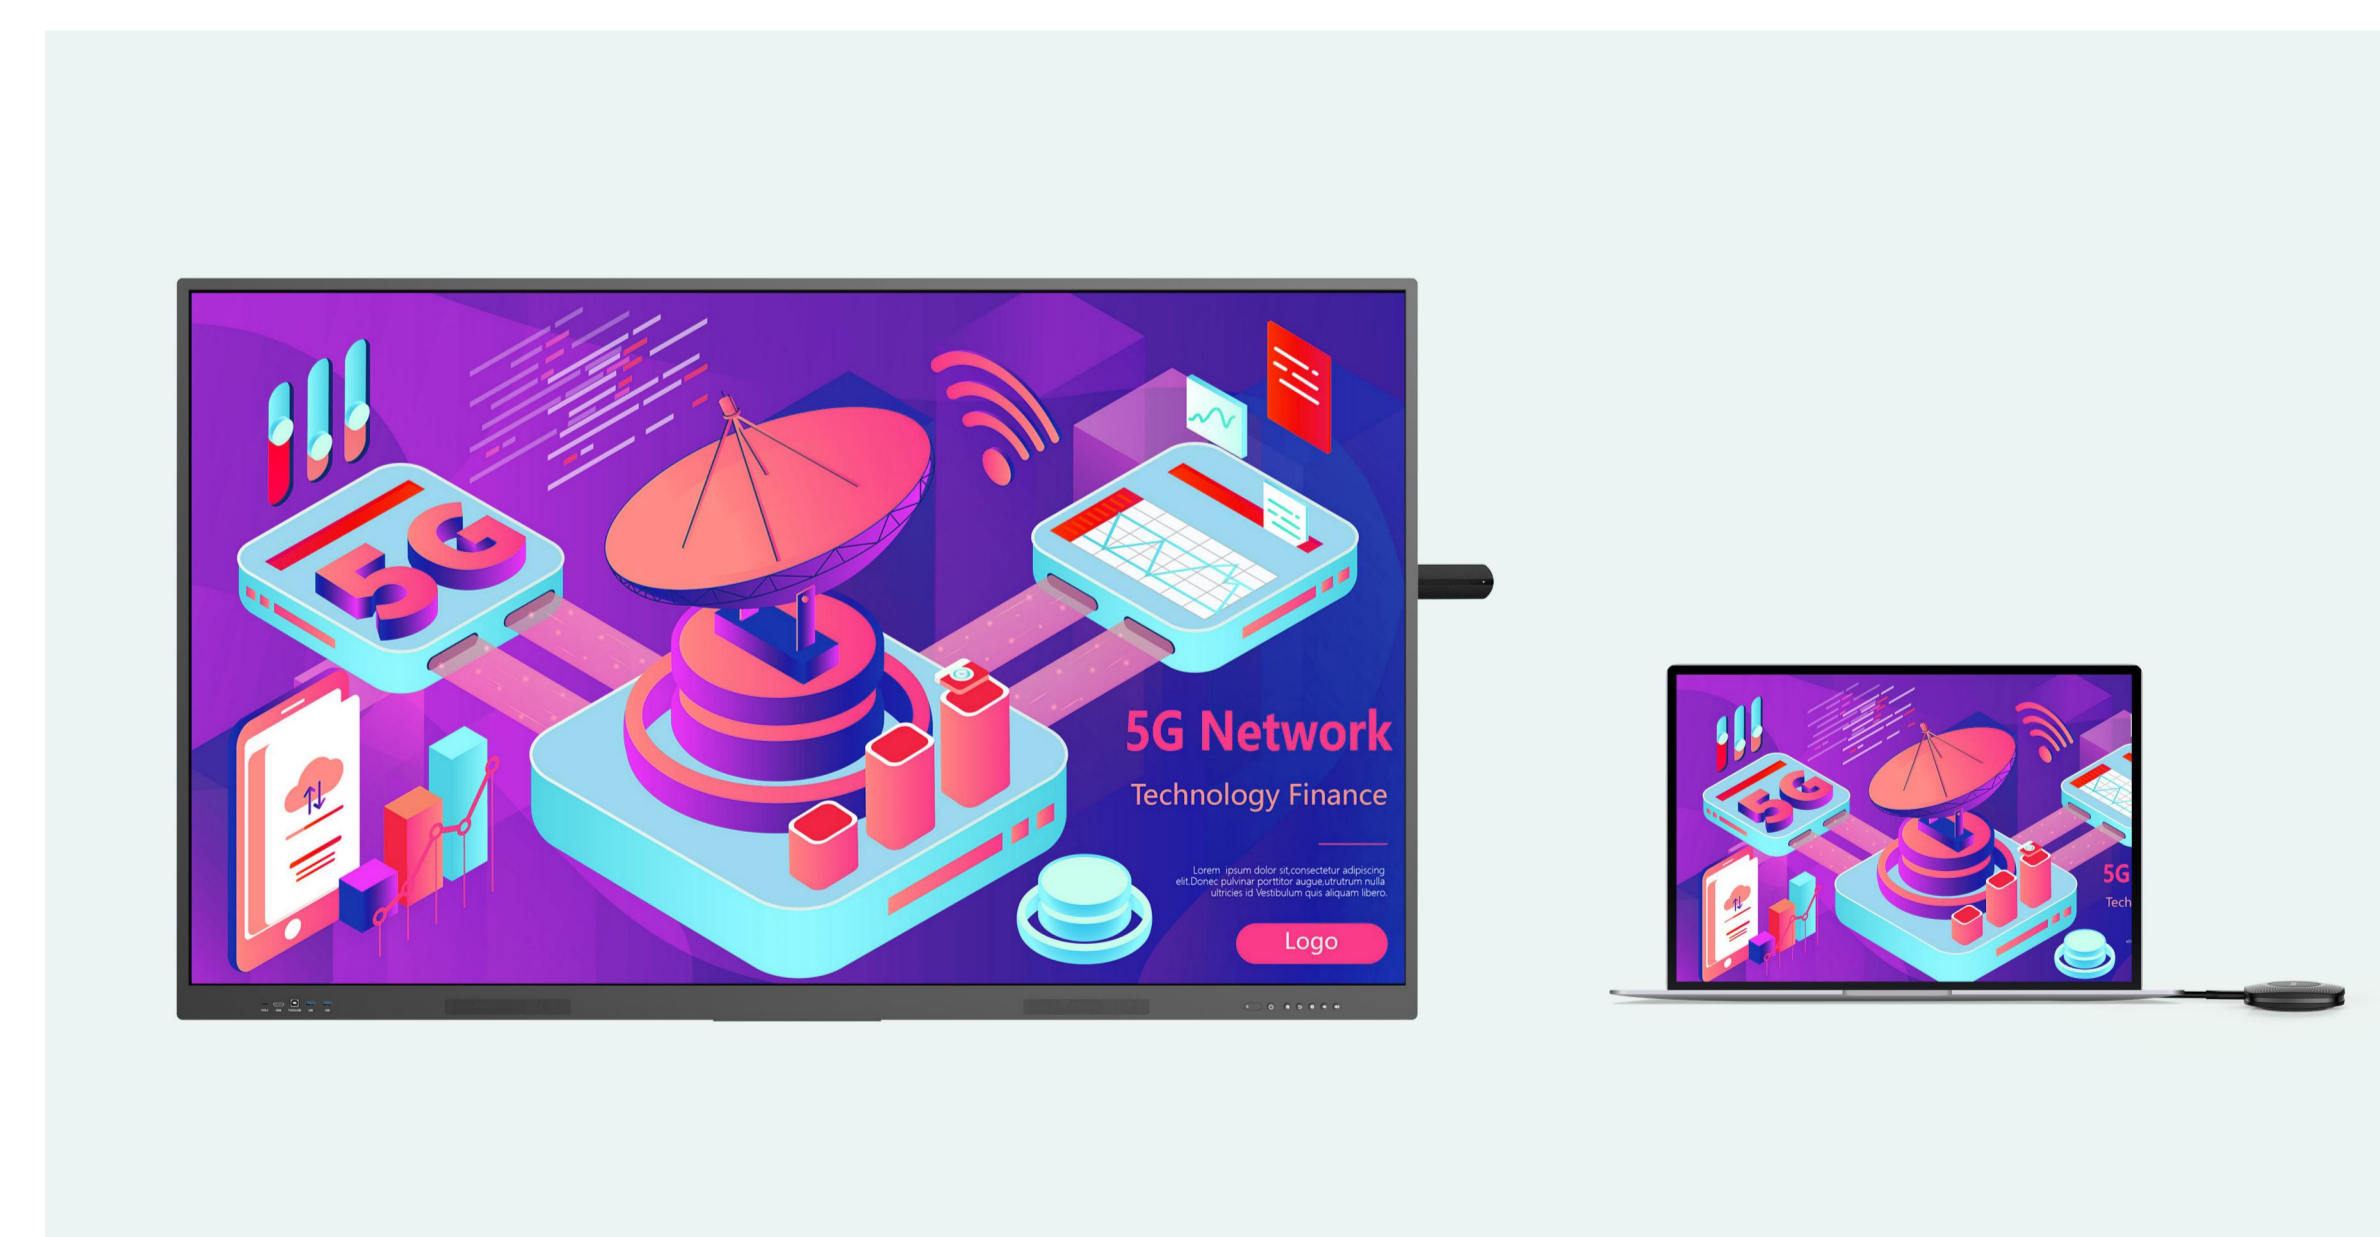 5G
5G Network
Technology Finance
Lorem ipsum dolor sit,consectetur adipiscing
elit.Donec pulvinar porttitor augue,utrutrum nulla
ultricies id Vestibulum quis aliquam libero.
Logo
5G
5G
Tech